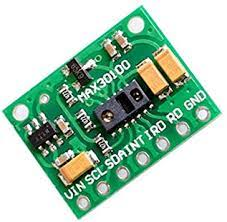 MAX30100
VIN SCL SDA INT IRD RD GND